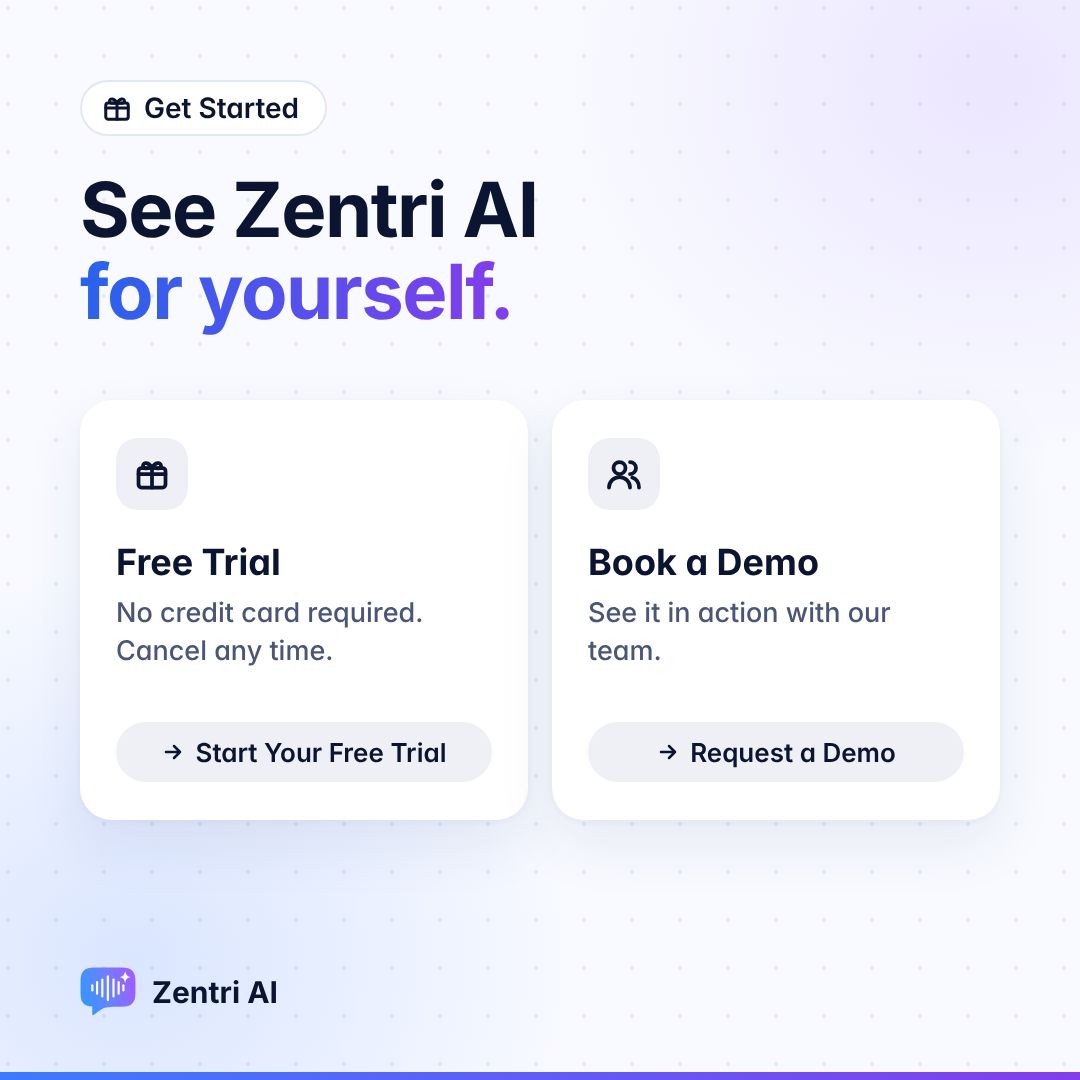 Get Started
See Zentri AI
for yourself.
Free Trial
No credit card required.
Cancel any time.
→ Start Your Free Trial
Book a Demo
See it in action with our
team.
→ Request a Demo
Zentri AI